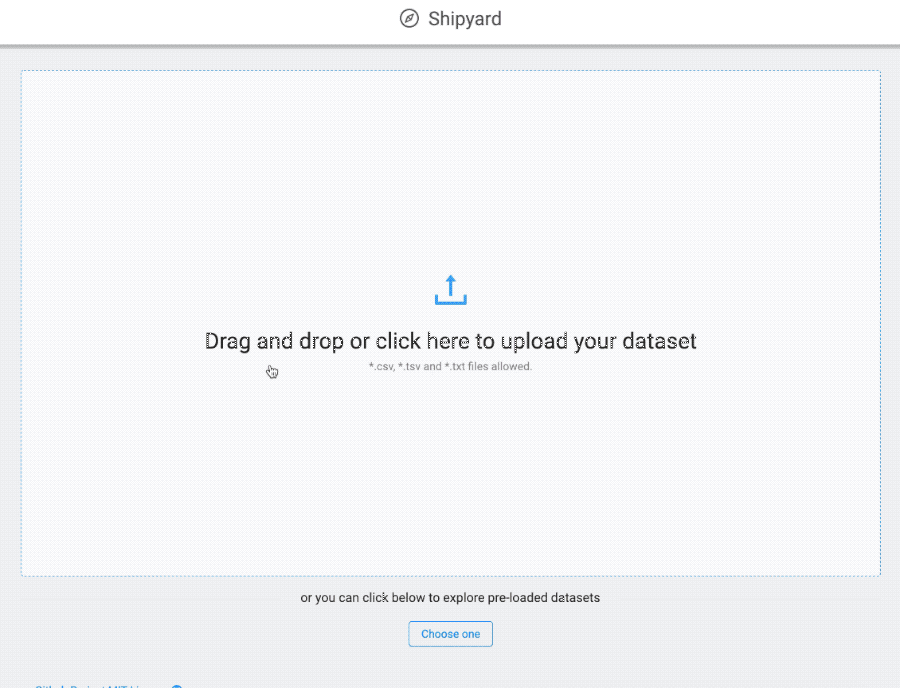 Shipyard
Drag and drop or click here to upload your dataset
*.csv, *.tsv and *.txt files allowed.
or you can click below to explore pre-loaded datasets
Choose one